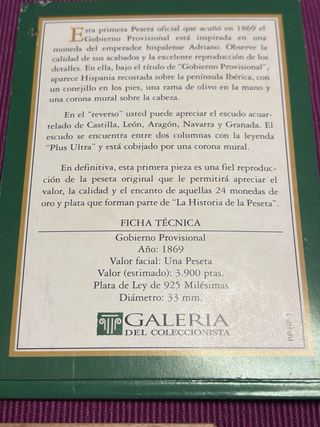 Esta primera Peseta oficial que acuñó en 1869 el
Gobierno Provisional está inspirada en una
moneda del emperador hispalense Adriano. Observe la
calidad de sus acabados y la excelente reproducción de los
detalles. En ella, bajo el título de "Gobierno Provisional",
aparece Hispania recostada sobre la península Ibérica, con
un conejillo en los pies, una rama de olivo en la mano y
una corona mural sobre la cabeza.
En el "reverso" usted puede apreciar el escudo acuar-
telado de Castilla, León, Aragón, Navarra y Granada. El
escudo se encuentra entre dos columnas con la leyenda
"Plus Ultra" y está cobijado por una corona mural.
En definitiva, esta primera pieza es una fiel reproduc-
ción de la peseta original que le permitirá apreciar el
valor, la calidad y el encanto de aquellas 24 monedas de
oro y plata que forman parte de "La Historia de la Peseta".
FICHA TÉCNICA
Gobierno Provisional
Año: 1869
Valor facial: Una Peseta
Valor (estimado): 3.900 ptas.
Plata de Ley de 925 Milésimas
Diámetro: 33 mm.
GALERIA
DEL COLECCIONISTA